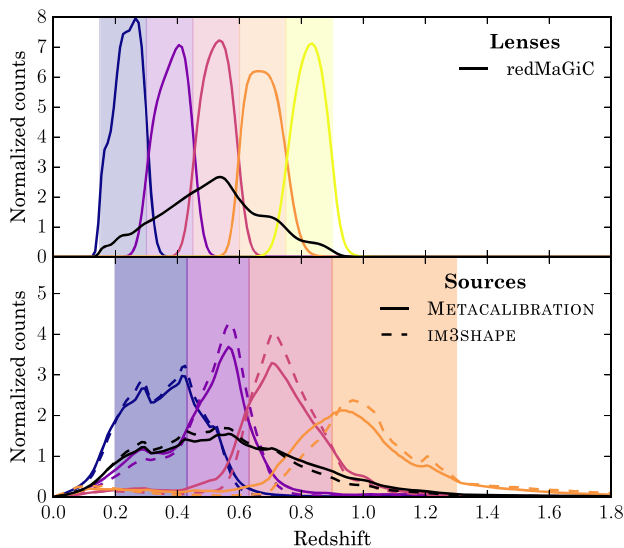 8
7
6
5
4
3
2
1
0
Normalized counts
Lenses
redMaGiC
5
4
3
2
1
0
Normalized counts
Sources
METACALIBRATION
IM3SHAPE
0.0 0.2 0.4 0.6 0.8 1.0 1.2 1.4 1.6 1.8
Redshift